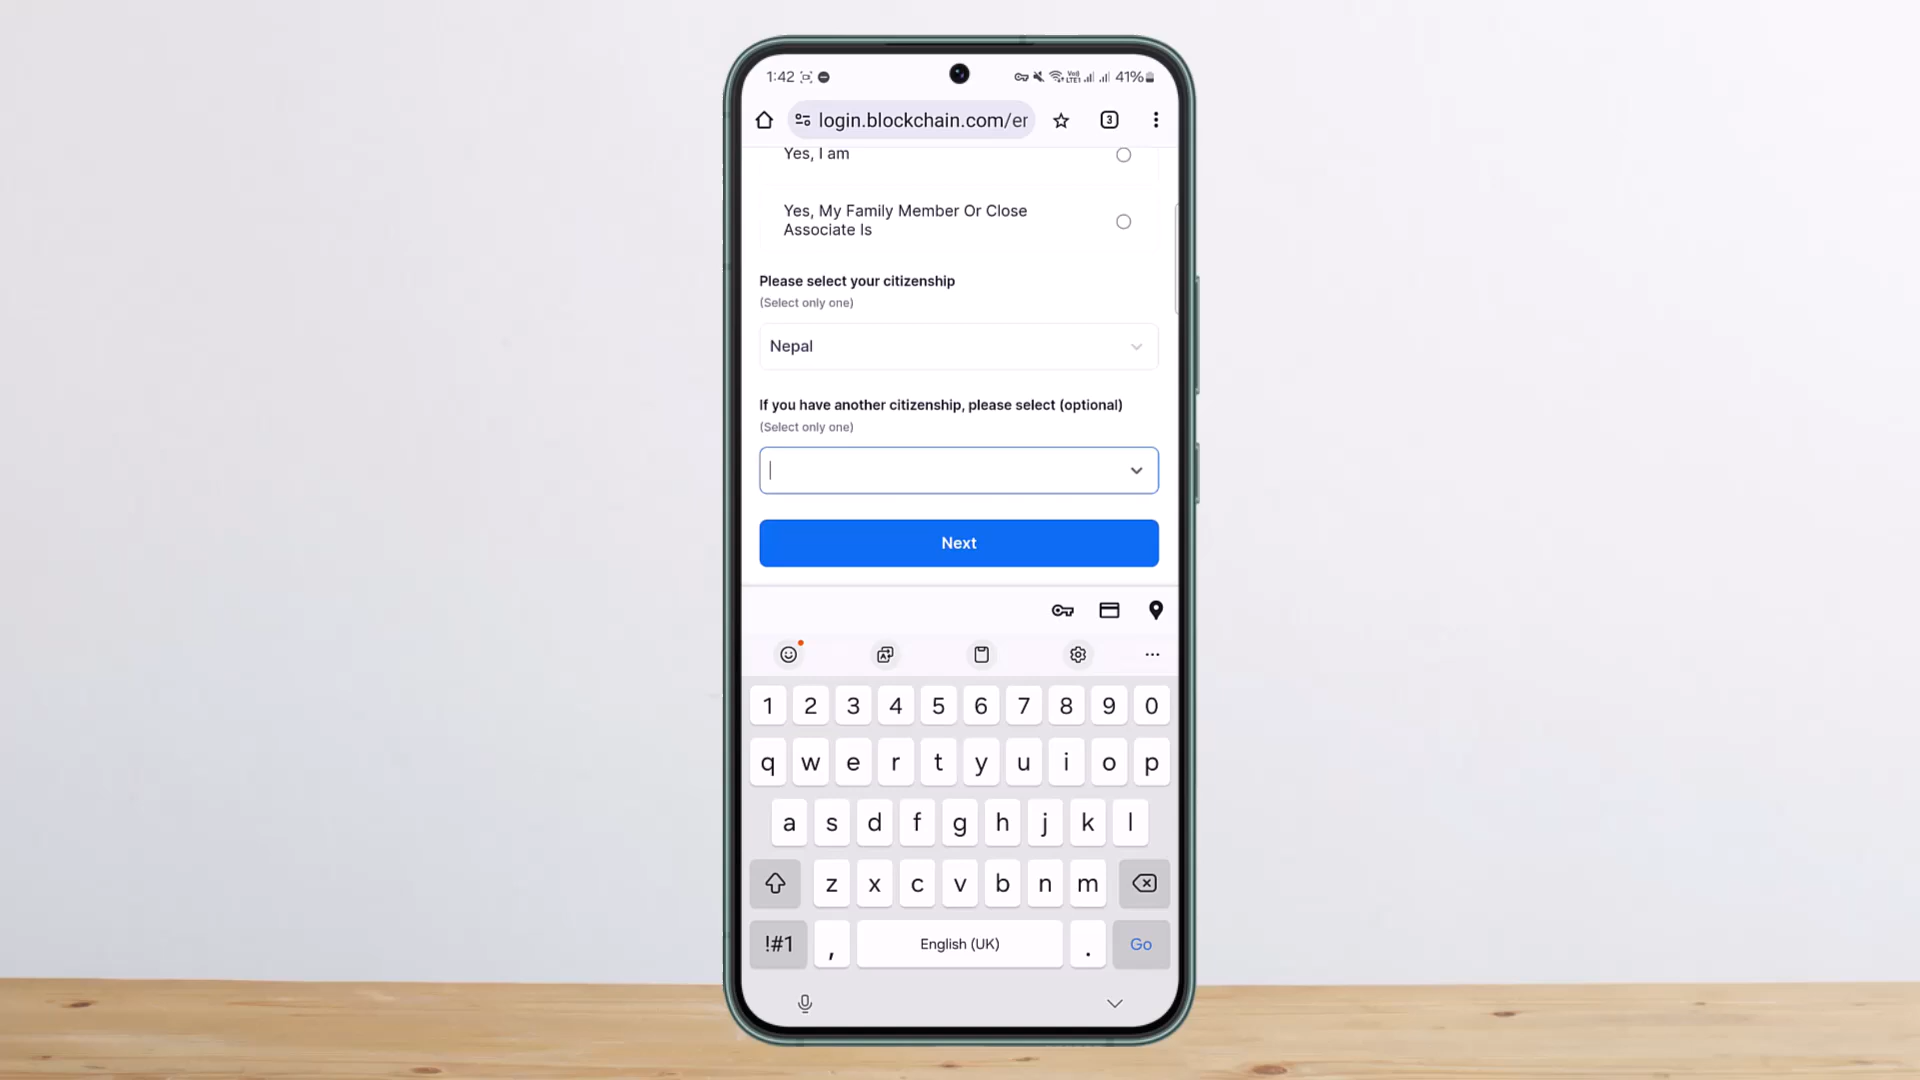 1:42 41%
login.blockchain.com/er 3
Yes, I am
Yes, My Family Member Or Close
Associate Is
Please select your citizenship
(Select only one)
Nepal
If you have another citizenship, please select (optional)
(Select only one)
Next
1 2 3 4 5 6 7 8 9 0
q w e r t y u i o p
a s d f g h j k l
z x c v b n m
!#1 , English (UK) . Go